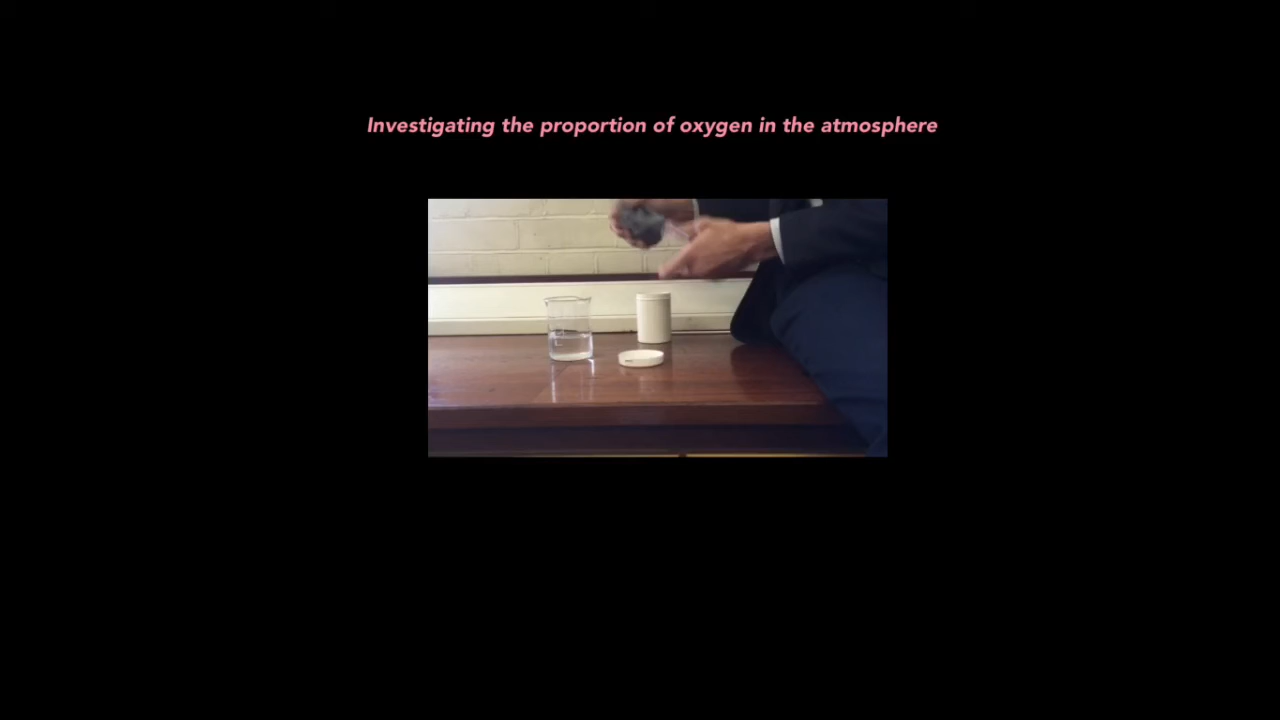 Investigating the proportion of oxygen in the atmosphere